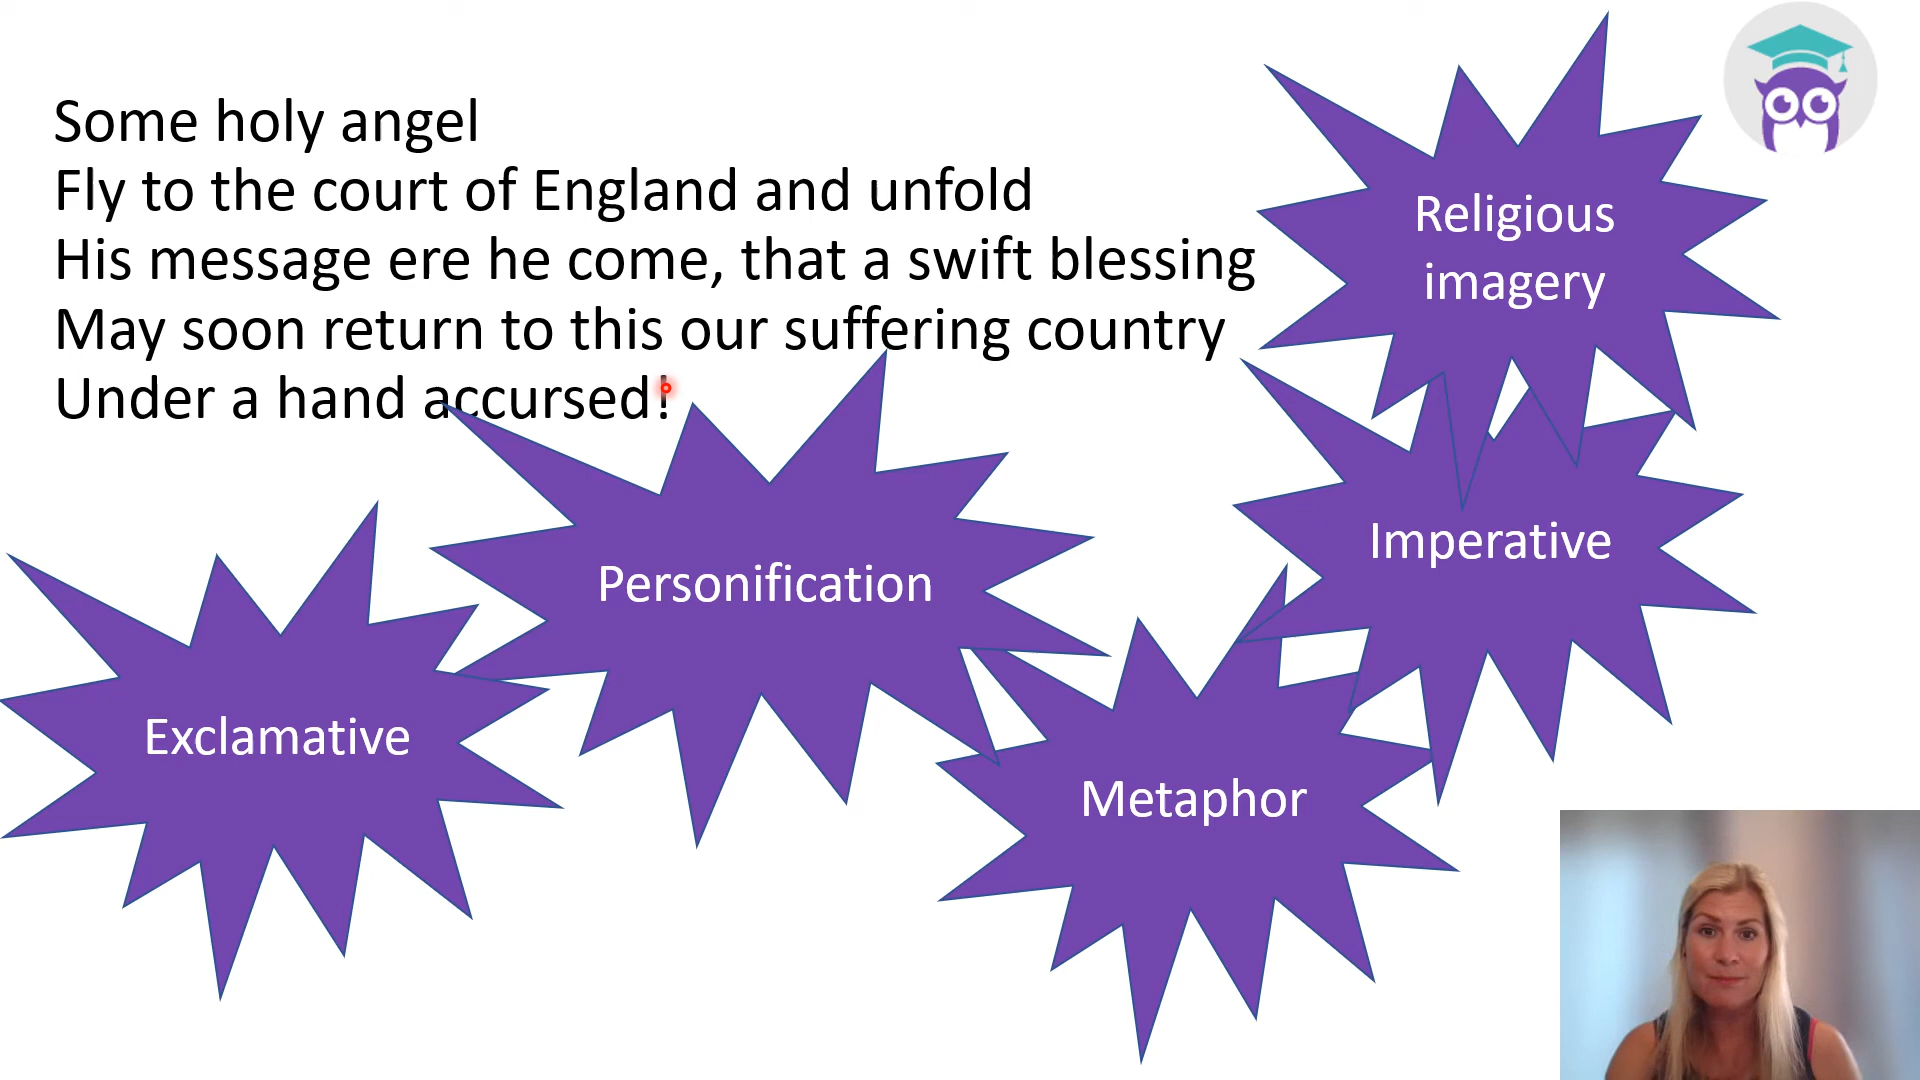 Some holy angel
Fly to the court of England and unfold
His message ere he come, that a swift blessing
May soon return to this our suffering country
Under a hand accursed!
Religious
imagery
Imperative
Personification
Exclamative
Metaphor